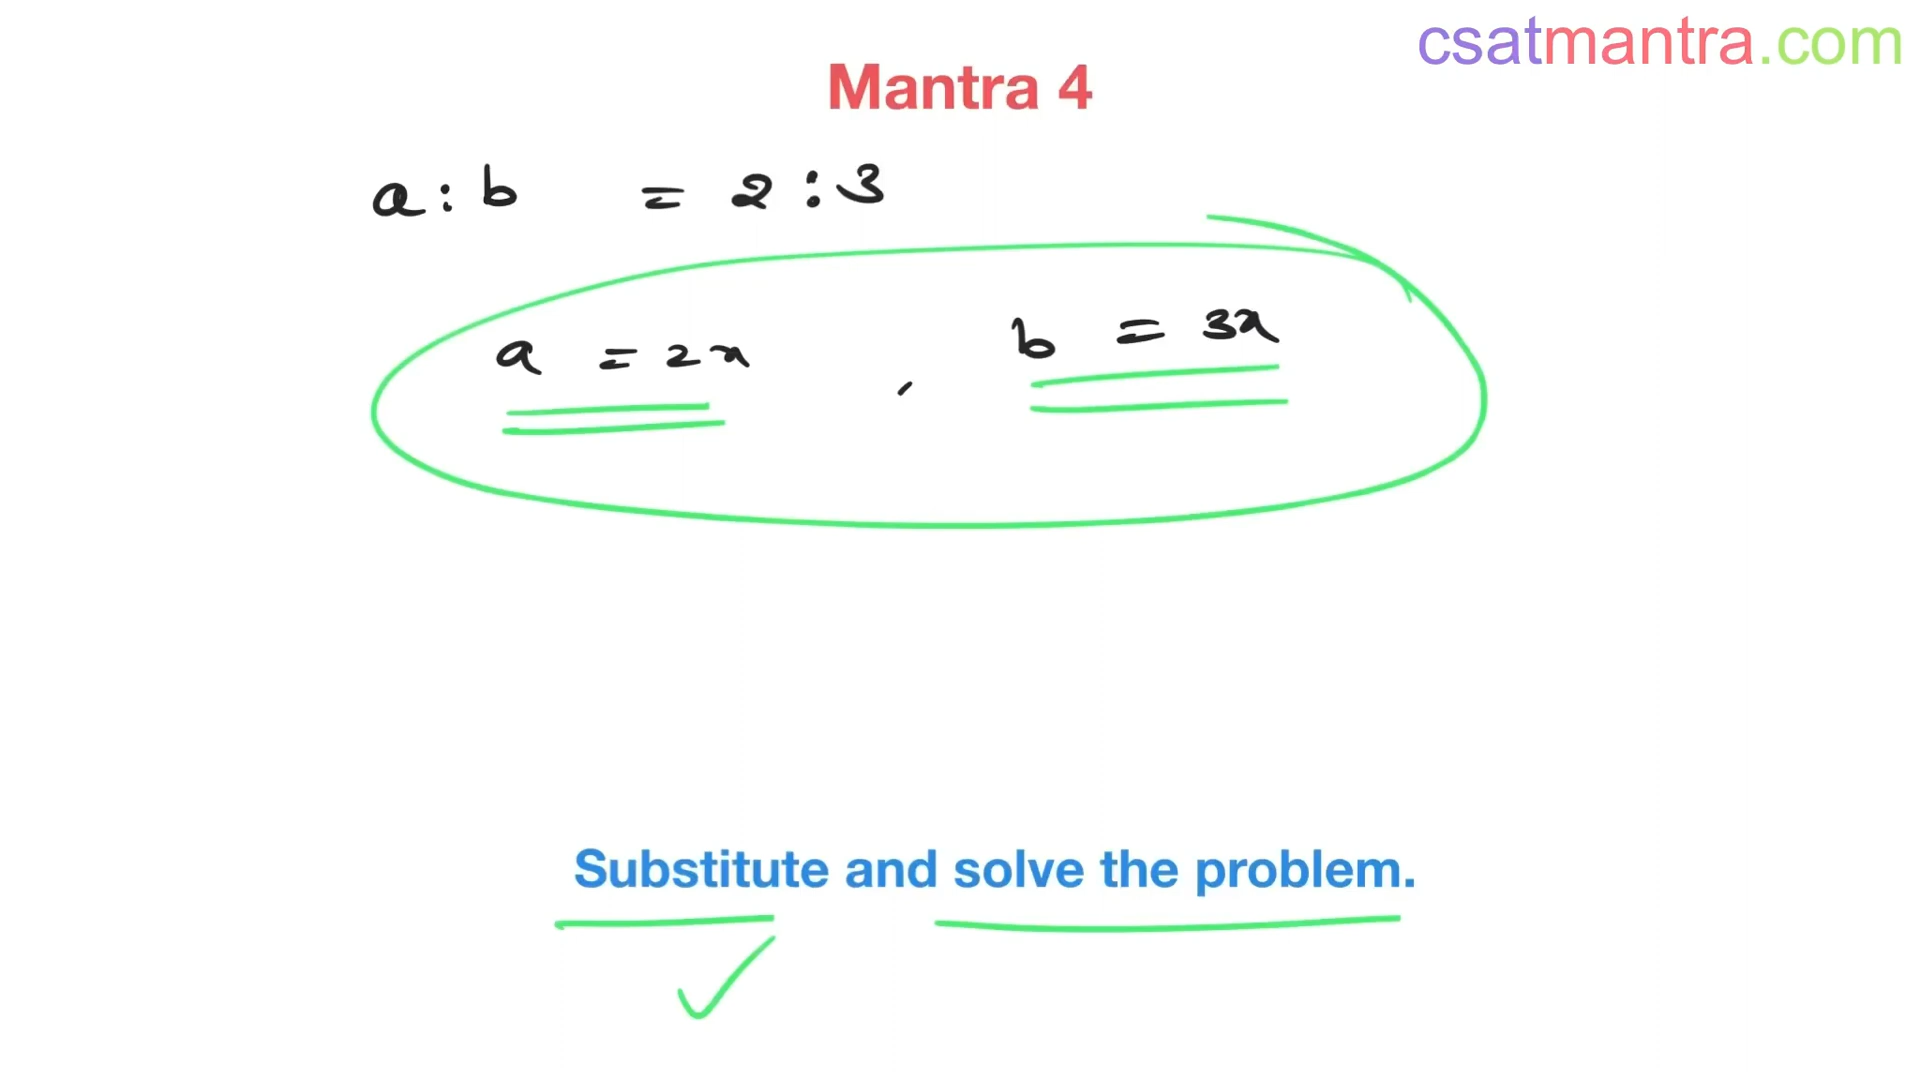 csatmantra.com
Mantra 4
a : b = 2 : 3
a = 2x , b = 3x
Substitute and solve the problem.